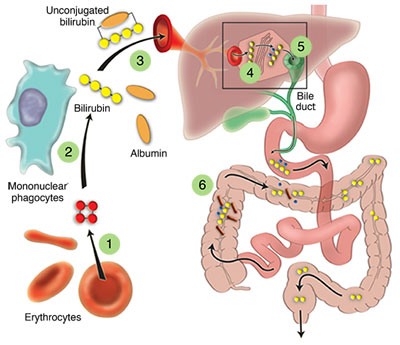 Unconjugated
bilirubin
3
5
4
Bile
duct
Bilirubin
Albumin
2
Mononuclear
phagocytes
6
1
Erythrocytes